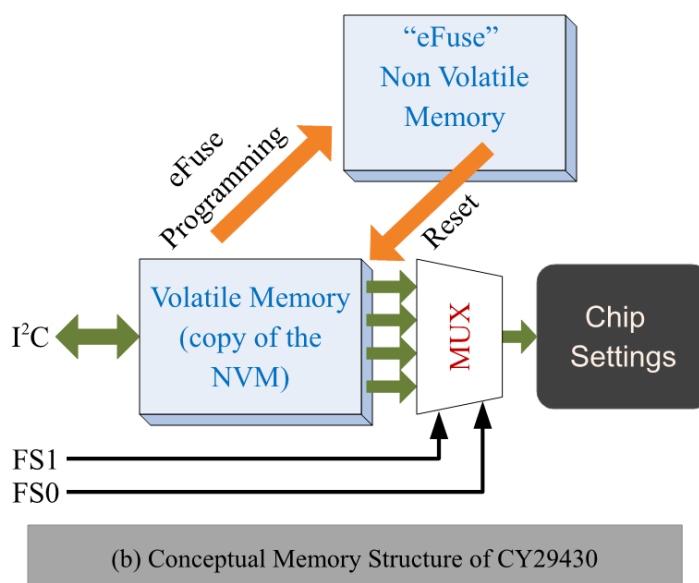 “eFuse”
Non Volatile
Memory
eFuse
Programming
Reset
Volatile Memory
(copy of the
NVM)
I²C
MUX
Chip
Settings
FS1
FS0
(b) Conceptual Memory Structure of CY29430